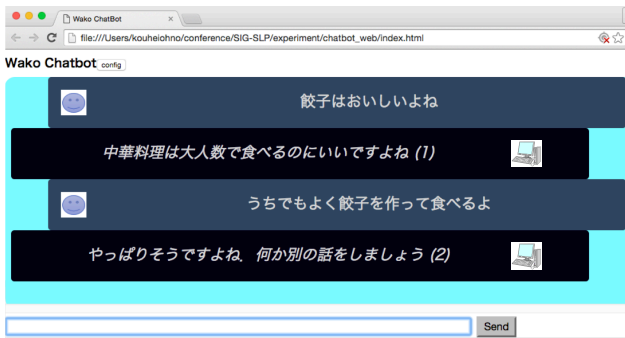 Wako ChatBot
file:///Users/kouheiohno/conference/SIG-SLP/experiment/chatbot_web/index.html
Wako Chatbot config
餃子はおいしいよね
中華料理は大人数で食べるのにいいですよね (1)
うちでもよく餃子を作って食べるよ
やっぱりそうですよね．何か別の話をしましょう (2)
Send